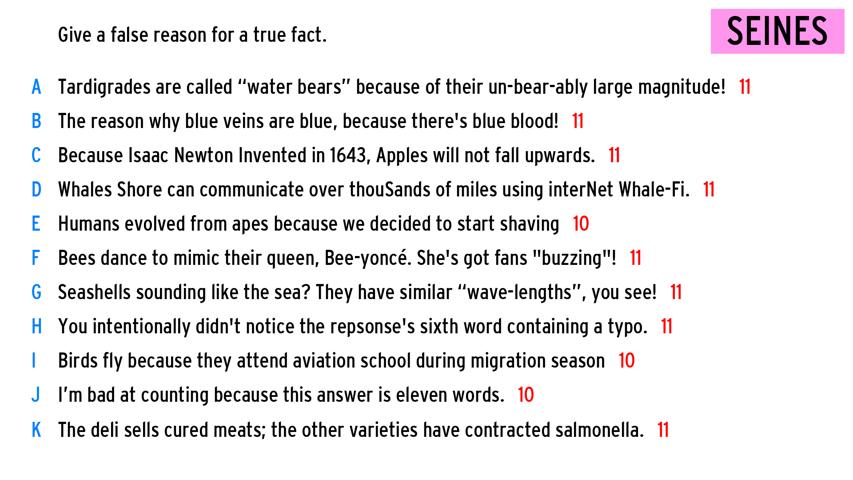 Give a false reason for a true fact.
SEINES
A Tardigrades are called “water bears” because of their un-bear-ably large magnitude! 11
B The reason why blue veins are blue, because there's blue blood! 11
C Because Isaac Newton Invented in 1643, Apples will not fall upwards. 11
D Whales Shore can communicate over thouSands of miles using interNet Whale-Fi. 11
E Humans evolved from apes because we decided to start shaving 10
F Bees dance to mimic their queen, Bee-yoncé. She's got fans "buzzing"! 11
G Seashells sounding like the sea? They have similar “wave-lengths”, you see! 11
H You intentionally didn't notice the repsonse's sixth word containing a typo. 11
I Birds fly because they attend aviation school during migration season 10
J I’m bad at counting because this answer is eleven words. 10
K The deli sells cured meats; the other varieties have contracted salmonella. 11